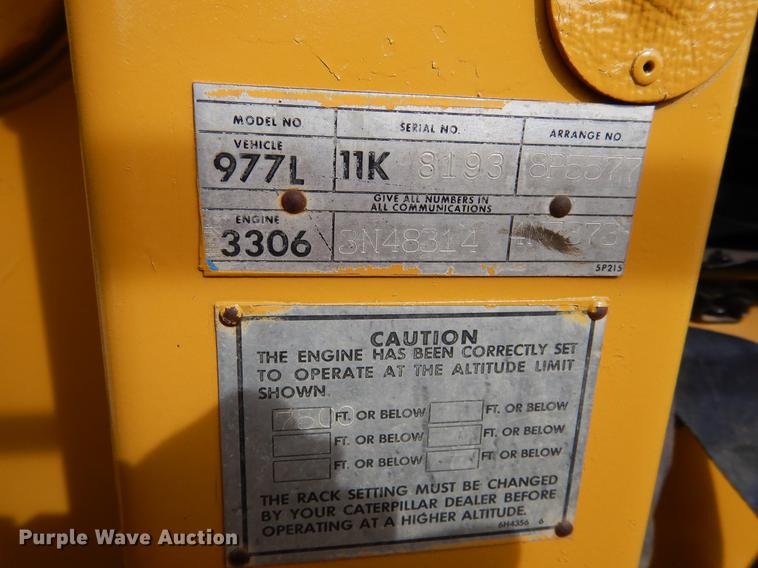 MODEL NO SERIAL NO. ARRANGE NO
VEHICLE
977L 11K 8193
GIVE ALL NUMBERS IN
ALL COMMUNICATIONS
ENGINE
3306 3N48314
5P215
CAUTION
THE ENGINE HAS BEEN CORRECTLY SET
TO OPERATE AT THE ALTITUDE LIMIT
SHOWN.
7500 FT. OR BELOW FT. OR BELOW
FT. OR BELOW FT. OR BELOW
FT. OR BELOW FT. OR BELOW
THE RACK SETTING MUST BE CHANGED
BY YOUR CATERPILLAR DEALER BEFORE
OPERATING AT A HIGHER ALTITUDE.
6H4356 6
Purple Wave Auction